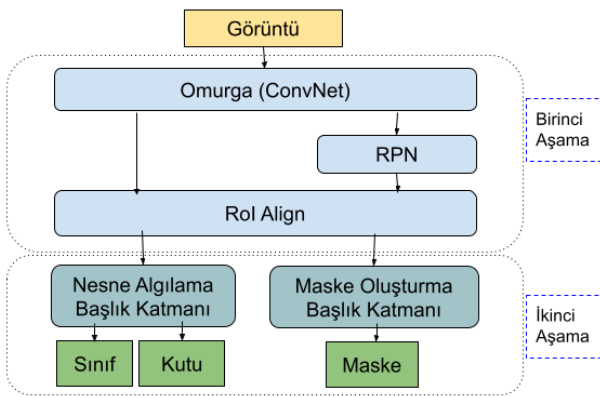 Görüntü
Omurga (ConvNet)
Birinci
Aşama
RPN
RoI Align
Nesne Algılama
Başlık Katmanı
Maske Oluşturma
Başlık Katmanı
İkinci
Aşama
Sınıf
Kutu
Maske